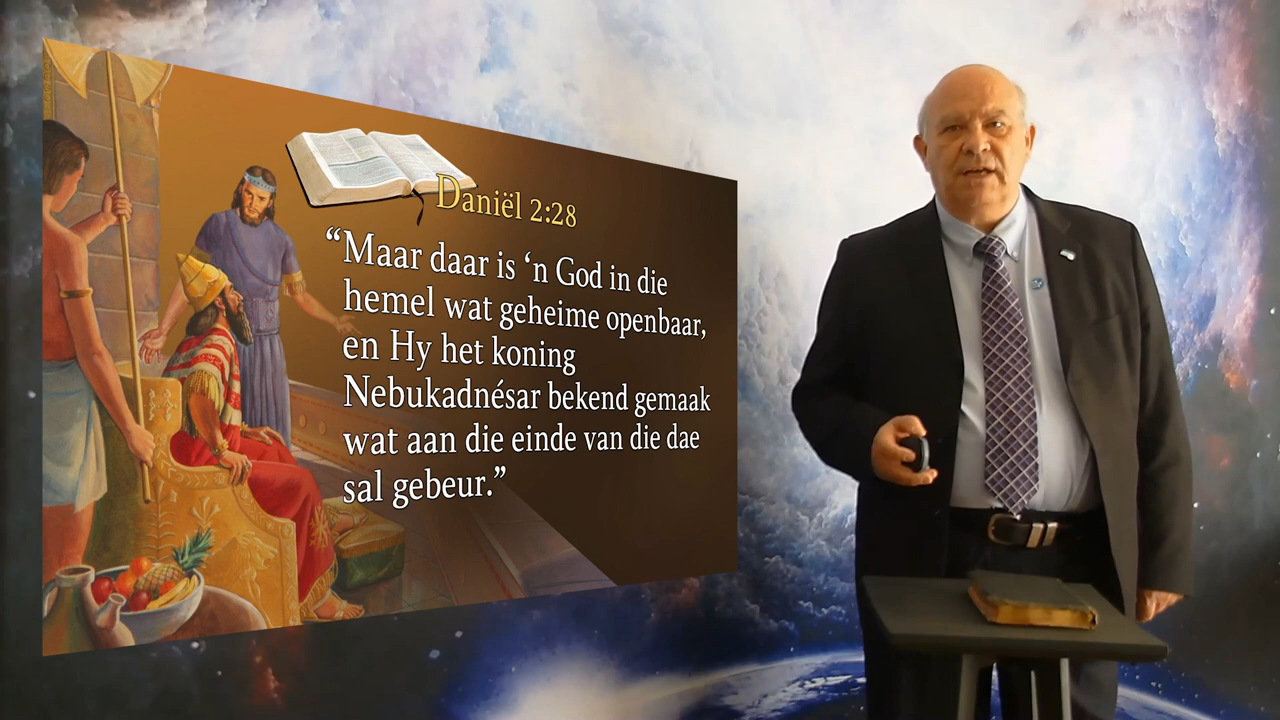 Daniël 2:28
“Maar daar is ‘n God in die
hemel wat geheime openbaar,
en Hy het koning
Nebukadnésar bekend gemaak
wat aan die einde van die dae
sal gebeur.”